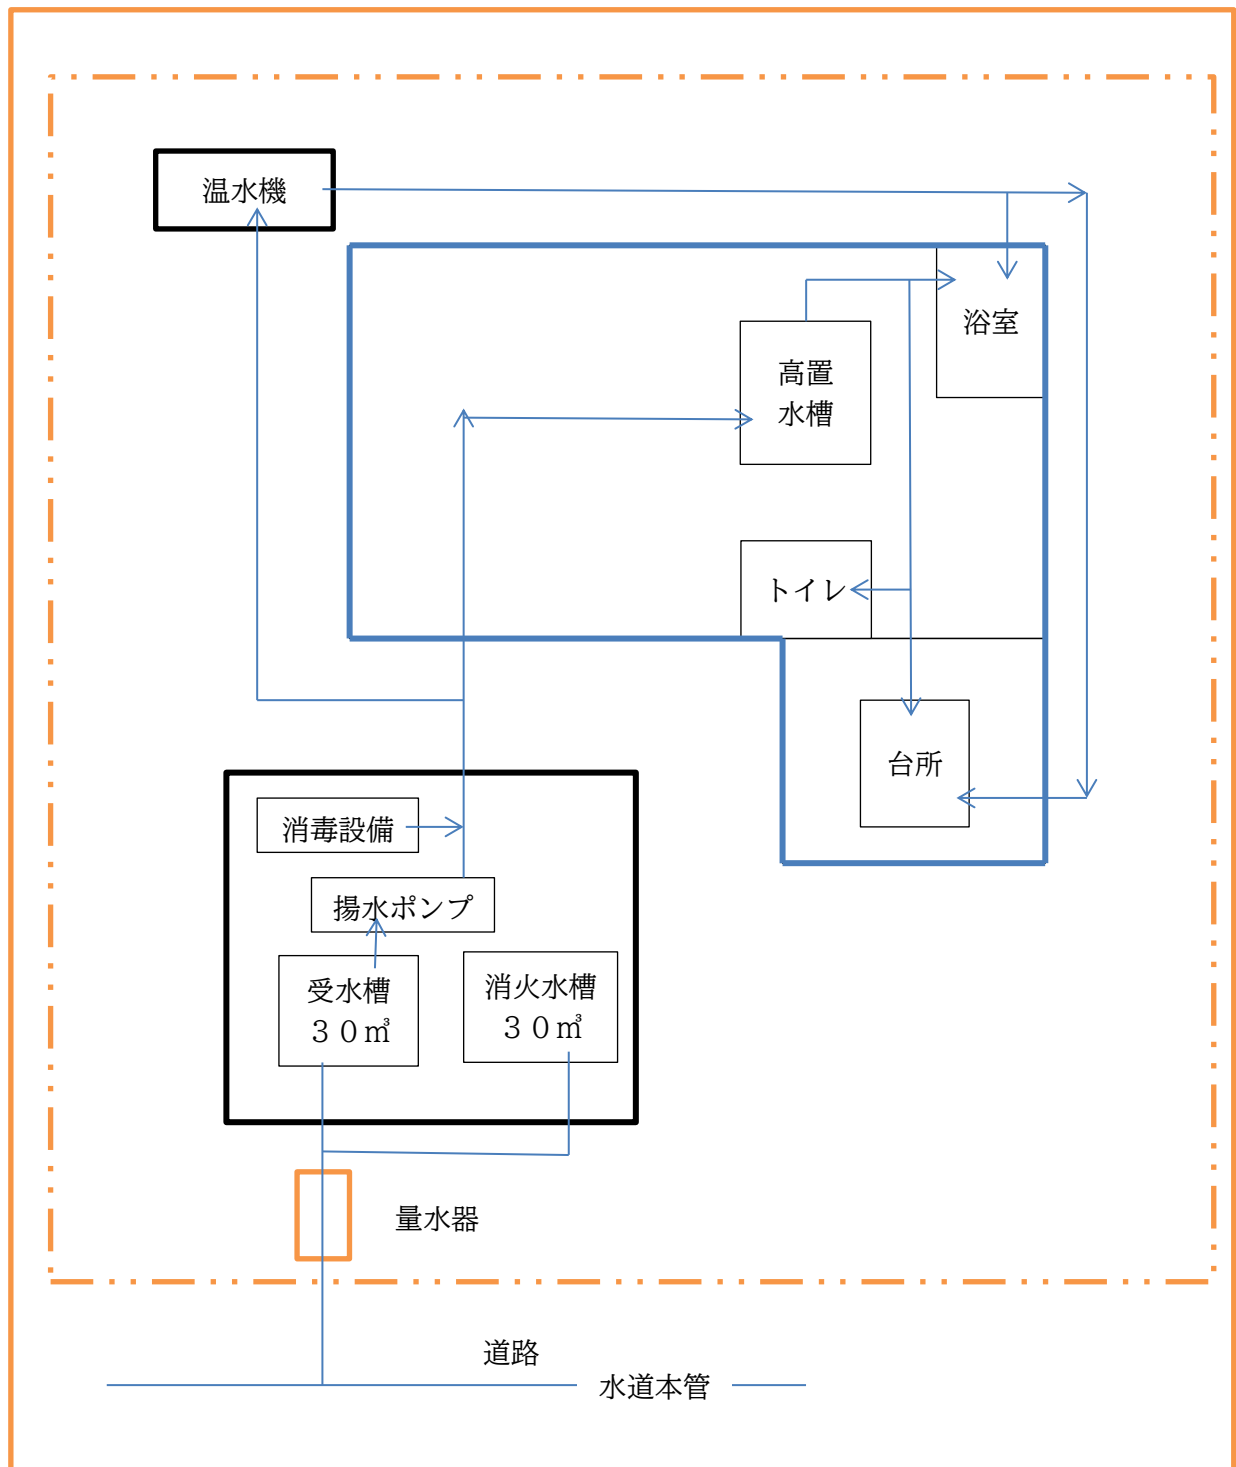 温水機
浴室
高置
水槽
トイレ
台所
消毒設備
揚水ポンプ
受水槽
３０㎥
消火水槽
３０㎥
量水器
道路
水道本管